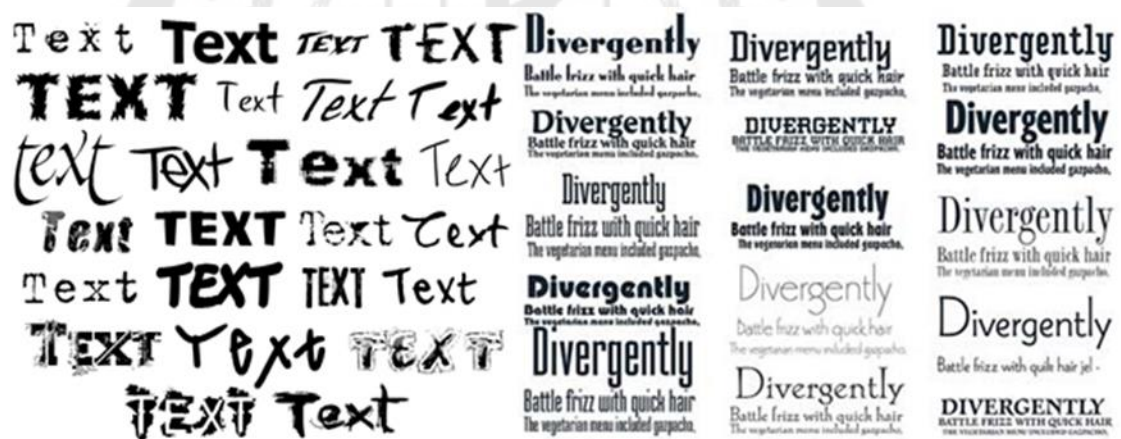 Text Text TEXT TEXT
TEXT Text Text Text
text Text Text Text
Text TEXT Text Text
Text TEXT TEXT Text
TEXT Text TEXT
TEXT Text
Divergently
Battle frizz with quick hair
The vegetarian menu included gazpacho,
Divergently
Battle frizz with quick hair
The vegetarian menu included gazpacho,
Divergently
Battle frizz with quick hair
The vegetarian menu included gazpacho,
Divergently
Battle frizz with quick hair
The vegetarian menu included gazpacho,
Divergently
Battle frizz with quick hair
The vegetarian menu included gazpacho,
Divergently
Battle frizz with quick hair
The vegetarian menu included gazpacho,
DIVERGENTLY
BATTLE FRIZZ WITH QUICK HAIR
THE VEGETARIAN MENU INCLUDED GAZPACHO,
Divergently
Battle frizz with quick hair
The vegetarian menu included gazpacho,
Divergently
Battle frizz with quick hair
The vegetarian menu included gazpacho,
Divergently
Battle frizz with quick hair
The vegetarian menu included gazpacho,
Divergently
Battle frizz with quick hair
The vegetarian menu included gazpacho,
Divergently
Battle frizz with quick hair
The vegetarian menu included gazpacho,
Divergently
Battle frizz with quick hair
The vegetarian menu included gazpacho,
Divergently
Battle frizz with quik hair jel -
DIVERGENTLY
BATTLE FRIZZ WITH QUICK HAIR
THE VEGETARIAN MENU INCLUDED GAZPACHO,